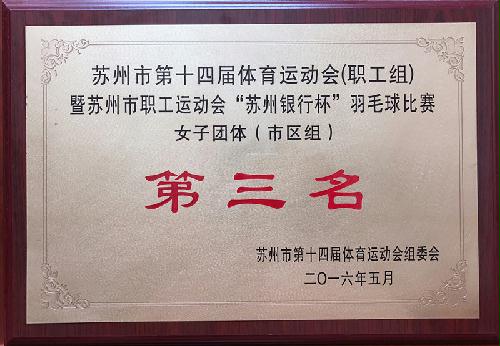 苏州市第十四届体育运动会(职工组)
暨苏州市职工运动会“苏州银行杯”羽毛球比赛
女子团体(市区组)
第三名
苏州市第十四届体育运动会组委会
二〇一六年五月